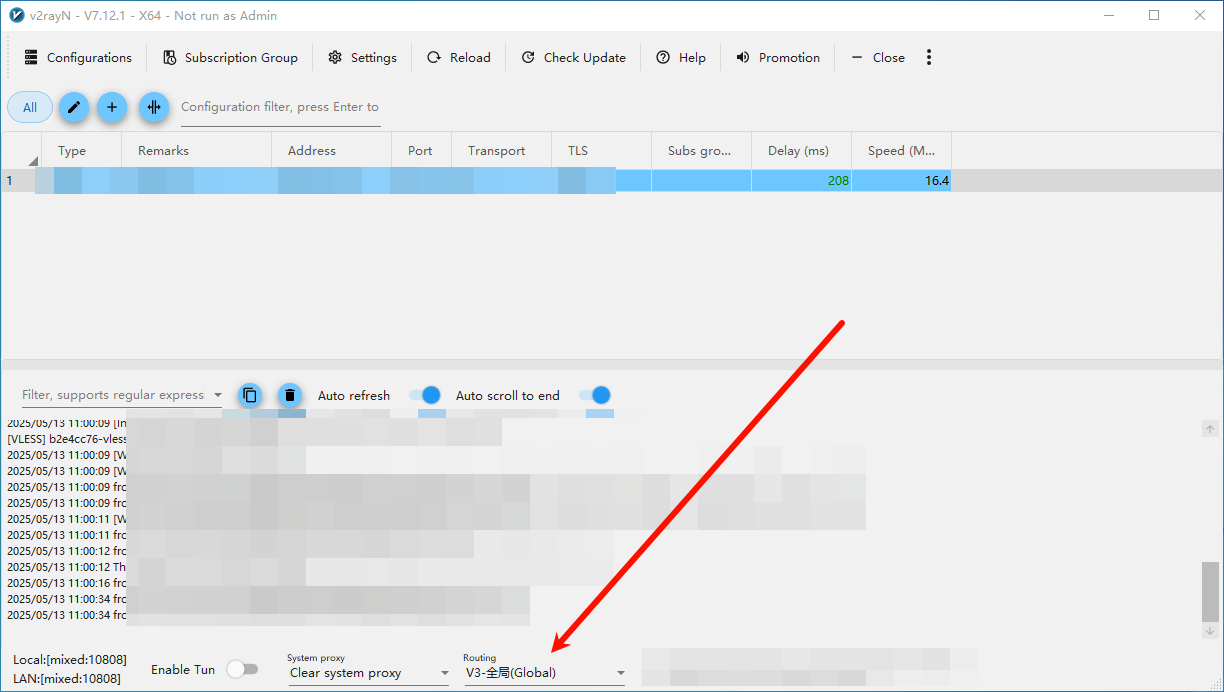 v2rayN - V7.12.1 - X64 - Not run as Admin
Configurations Subscription Group Settings Reload Check Update Help Promotion Close
All Configuration filter, press Enter to
Type Remarks Address Port Transport TLS Subs gro... Delay (ms) Speed (M...
1 208 16.4
Filter, supports regular express Auto refresh Auto scroll to end
2025/05/13 11:00:09 [In
[VLESS] b2e4cc76-vless
2025/05/13 11:00:09 [W
2025/05/13 11:00:09 [W
2025/05/13 11:00:09 fro
2025/05/13 11:00:09 fro
2025/05/13 11:00:11 [W
2025/05/13 11:00:11 fro
2025/05/13 11:00:12 fro
2025/05/13 11:00:12 Th
2025/05/13 11:00:16 fro
2025/05/13 11:00:34 fro
2025/05/13 11:00:34 fro
Local:[mixed:10808]
LAN:[mixed:10808]
Enable Tun
System proxy
Clear system proxy
Routing
V3-全局(Global)